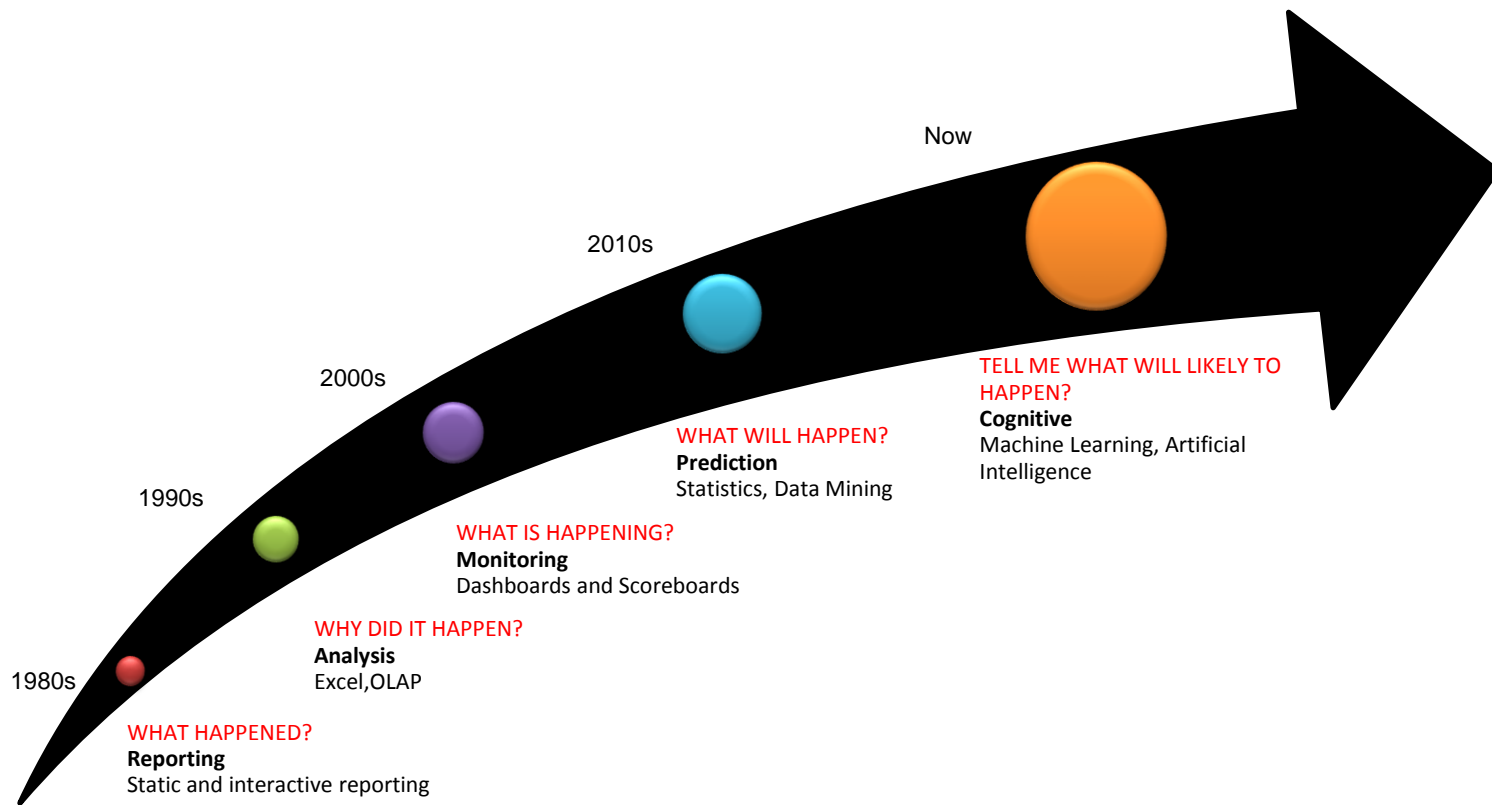 1980s
WHAT HAPPENED?
Reporting
Static and interactive reporting
1990s
WHY DID IT HAPPEN?
Analysis
Excel,OLAP
2000s
WHAT IS HAPPENING?
Monitoring
Dashboards and Scoreboards
2010s
WHAT WILL HAPPEN?
Prediction
Statistics, Data Mining
Now
TELL ME WHAT WILL LIKELY TO
HAPPEN?
Cognitive
Machine Learning, Artificial
Intelligence